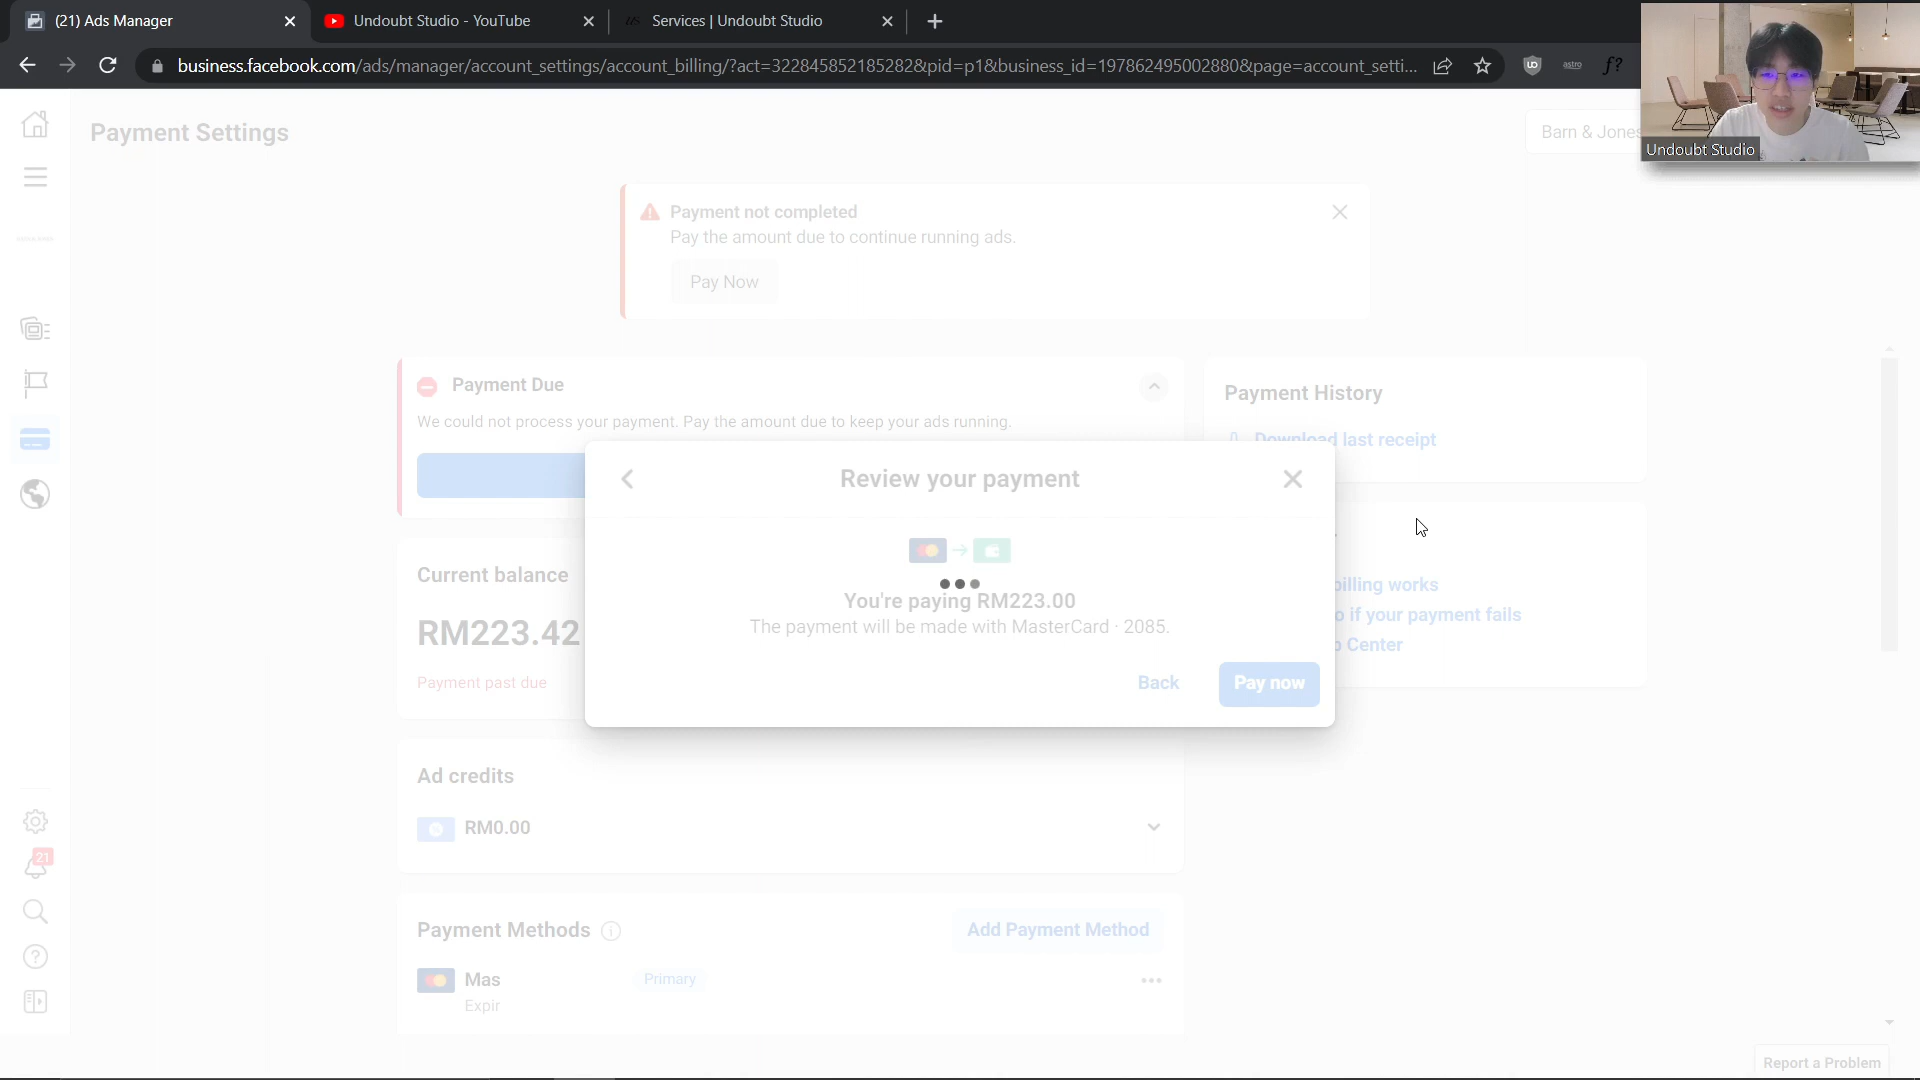 (21) Ads Manager
Undoubt Studio - YouTube
Services | Undoubt Studio
business.facebook.com/ads/manager/account_settings/account_billing/?act=322845852185282&pid=p1&business_id=197862495002880&page=account_setti...
astro
f?
Undoubt Studio
Payment Settings
Barn & Jones
Payment not completed
Pay the amount due to continue running ads.
Pay Now
Payment Due
We could not process your payment. Pay the amount due to keep your ads running.
Payment History
Download last receipt
Review your payment
You're paying RM223.00
The payment will be made with MasterCard · 2085.
Back
Pay now
Current balance
RM223.42
Payment past due
billing works
o if your payment fails
p Center
Ad credits
RM0.00
21
Payment Methods
Add Payment Method
Mas
Primary
Expir
Report a Problem